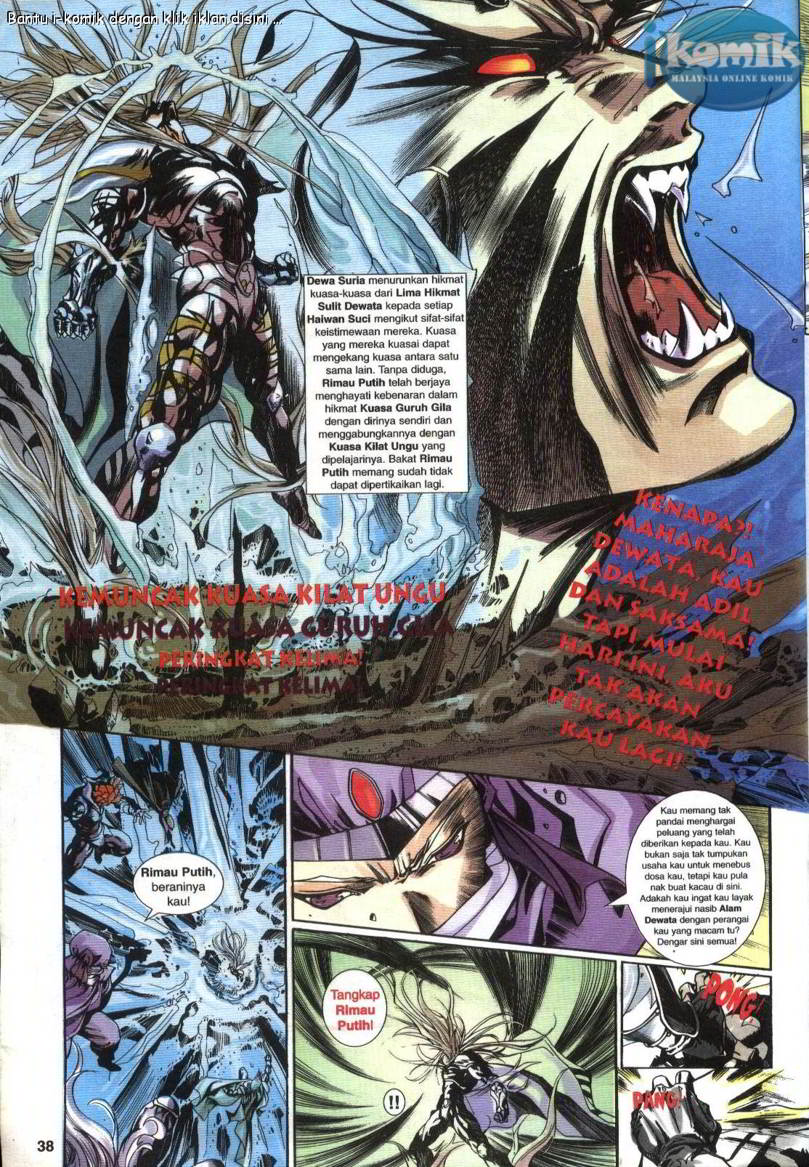 Bantu i-komik dengan klik iklan disini ...
ikomik
MALAYSIA ONLINE KOMIK
Dewa Suria menurunkan hikmat
kuasa-kuasa dari Lima Hikmat
Sulit Dewata kepada setiap
Haiwan Suci mengikut sifat-sifat
keistimewaan mereka. Kuasa
yang mereka kuasai dapat
mengekang kuasa antara satu
sama lain. Tanpa diduga,
Rimau Putih telah berjaya
menghayati kebenaran dalam
hikmat Kuasa Guruh Gila
dengan dirinya sendiri dan
menggabungkannya dengan
Kuasa Kilat Ungu yang
dipelajarinya. Bakat Rimau
Putih memang sudah tidak
dapat dipertikaikan lagi.
KENAPA?!
MAHARAJA
DEWATA, KAU
ADALAH ADIL
DAN SAKSAMA!
TAPI MULAI
HARI INI, AKU
TAK AKAN
PERCAYAKAN
KAU LAGI!
KEMUNCAK KUASA KILAT UNGU
KEMUNCAK KUASA GURUH GILA
PERINGKAT KELIMA!
PERINGKAT KELIMA!
Rimau Putih,
beraninya
kau!
Kau memang tak
pandai menghargai
peluang yang telah
diberikan kepada kau. Kau
bukan saja tak tumpukan
usaha kau untuk menebus
dosa kau, tetapi kau pula
nak buat kacau di sini.
Adakah kau ingat kau layak
menerajui nasib Alam
Dewata dengan perangai
kau yang macam tu?
Dengar sini semua!
Tangkap
Rimau
Putih!
!!
PONG!
PANG!
38